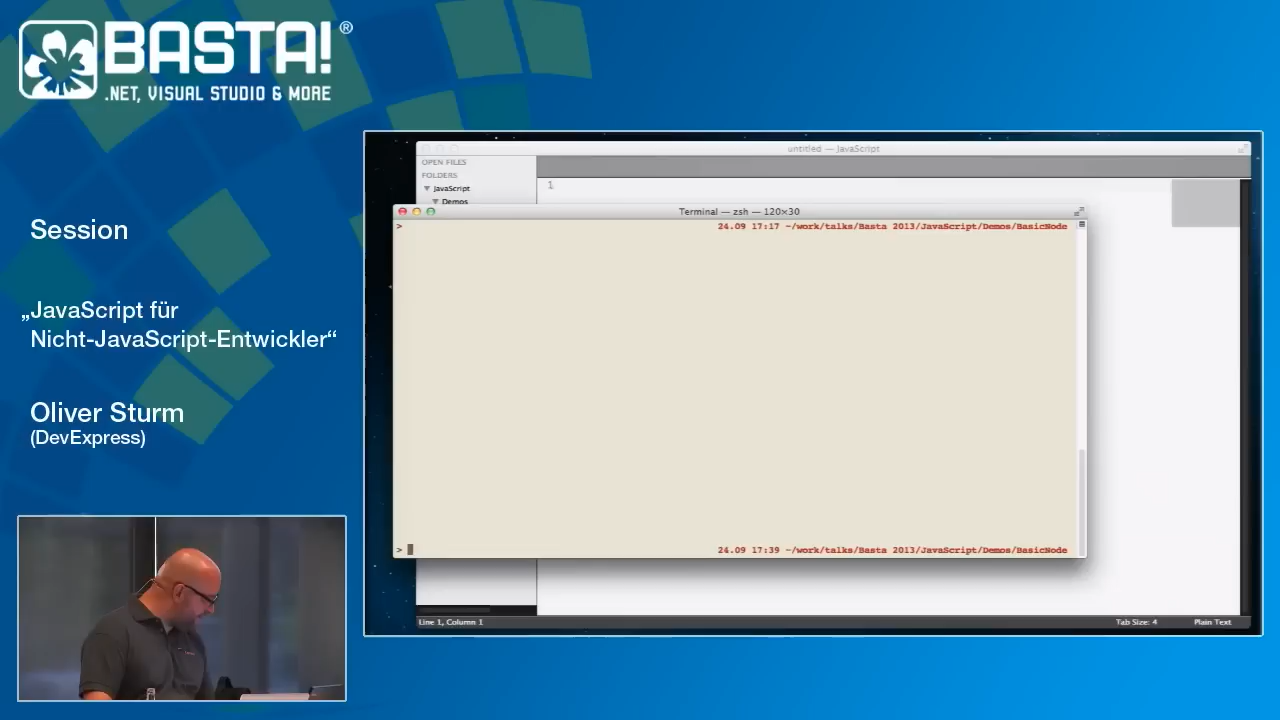 BASTA!®
.NET, VISUAL STUDIO & MORE
Session
„JavaScript für
Nicht-JavaScript-Entwickler“
Oliver Sturm
(DevExpress)
untitled — JavaScript
OPEN FILES
FOLDERS
JavaScript
Demos
1
Terminal — zsh — 120×30
> 24.09 17:17 ~/work/talks/Basta 2013/JavaScript/Demos/BasicNode
> 24.09 17:39 ~/work/talks/Basta 2013/JavaScript/Demos/BasicNode
Line 1, Column 1
Tab Size: 4
Plain Text